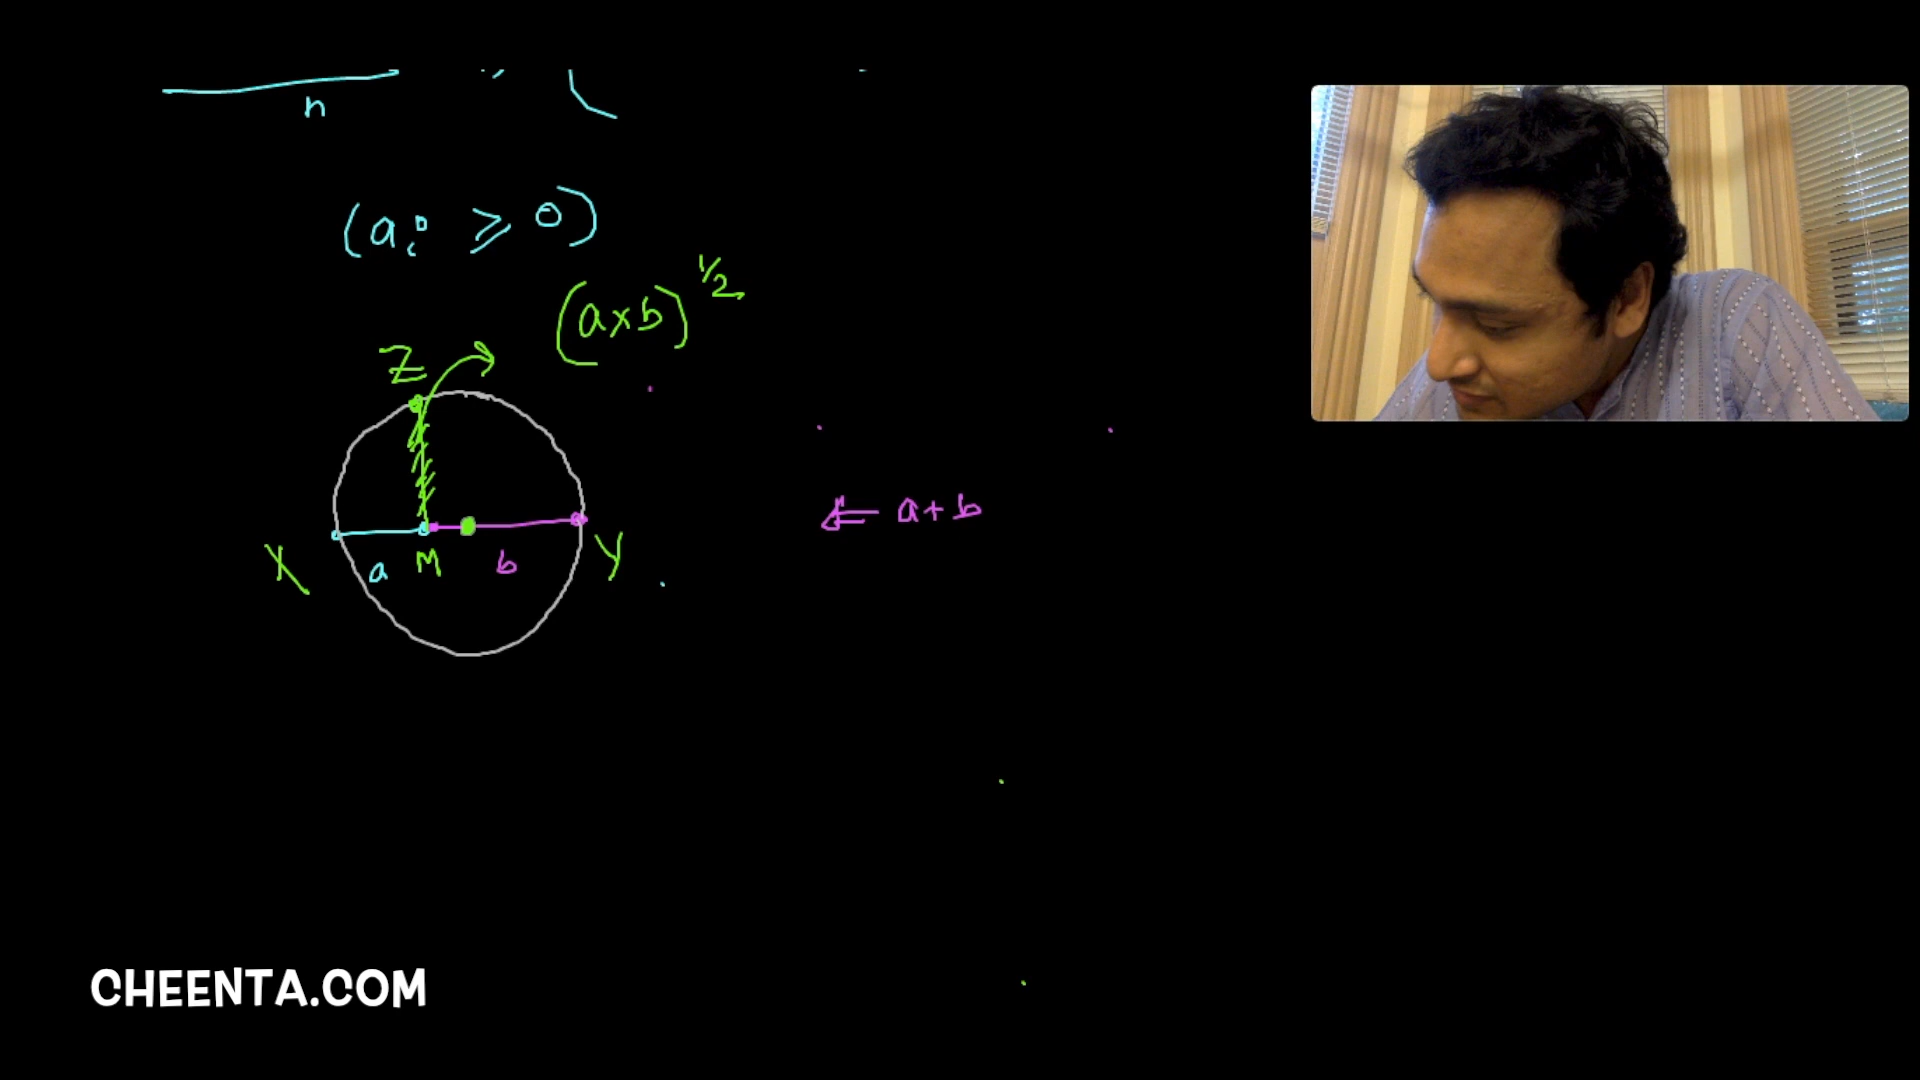 n
(aᵢ ≥ 0)
(a×b)^1/2
Z
← a+b
X a M b Y
CHEENTA.COM